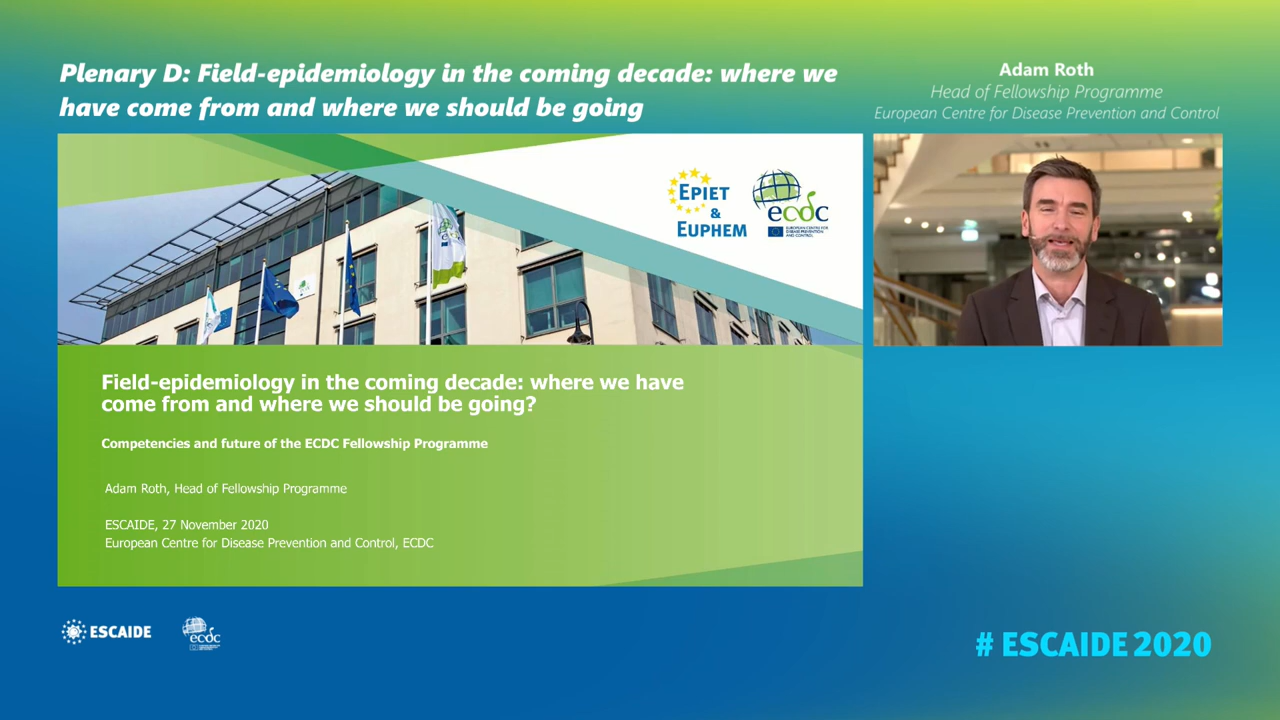 Plenary D: Field-epidemiology in the coming decade: where we
have come from and where we should be going
Adam Roth
Head of Fellowship Programme
European Centre for Disease Prevention and Control
EPIET
&
EUPHEM
ecdc
EUROPEAN CENTRE FOR
DISEASE PREVENTION
AND CONTROL
Field-epidemiology in the coming decade: where we have
come from and where we should be going?
Competencies and future of the ECDC Fellowship Programme
Adam Roth, Head of Fellowship Programme
ESCAIDE, 27 November 2020
European Centre for Disease Prevention and Control, ECDC
ESCAIDE
ecdc
# ESCAIDE 2020